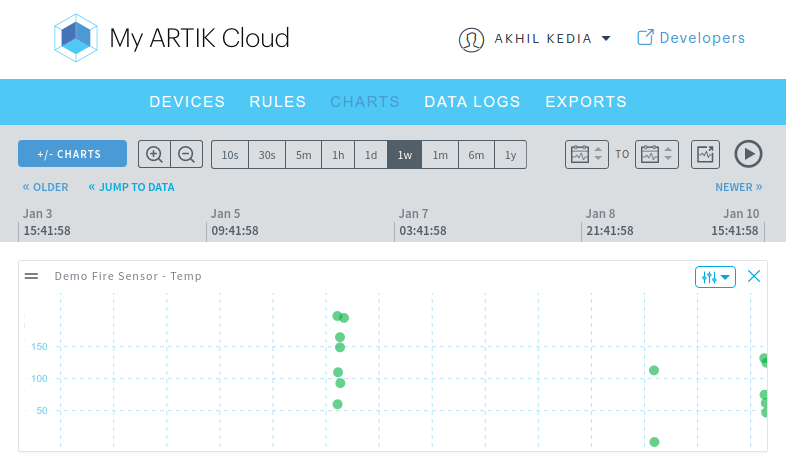 My ARTIK Cloud
AKHIL KEDIA
Developers
DEVICES RULES CHARTS DATA LOGS EXPORTS
+/- CHARTS
10s 30s 5m 1h 1d 1w 1m 6m 1y
TO
« OLDER « JUMP TO DATA NEWER »
Jan 3 Jan 5 Jan 7 Jan 8 Jan 10
15:41:58 09:41:58 03:41:58 21:41:58 15:41:58
Demo Fire Sensor - Temp
150
100
50